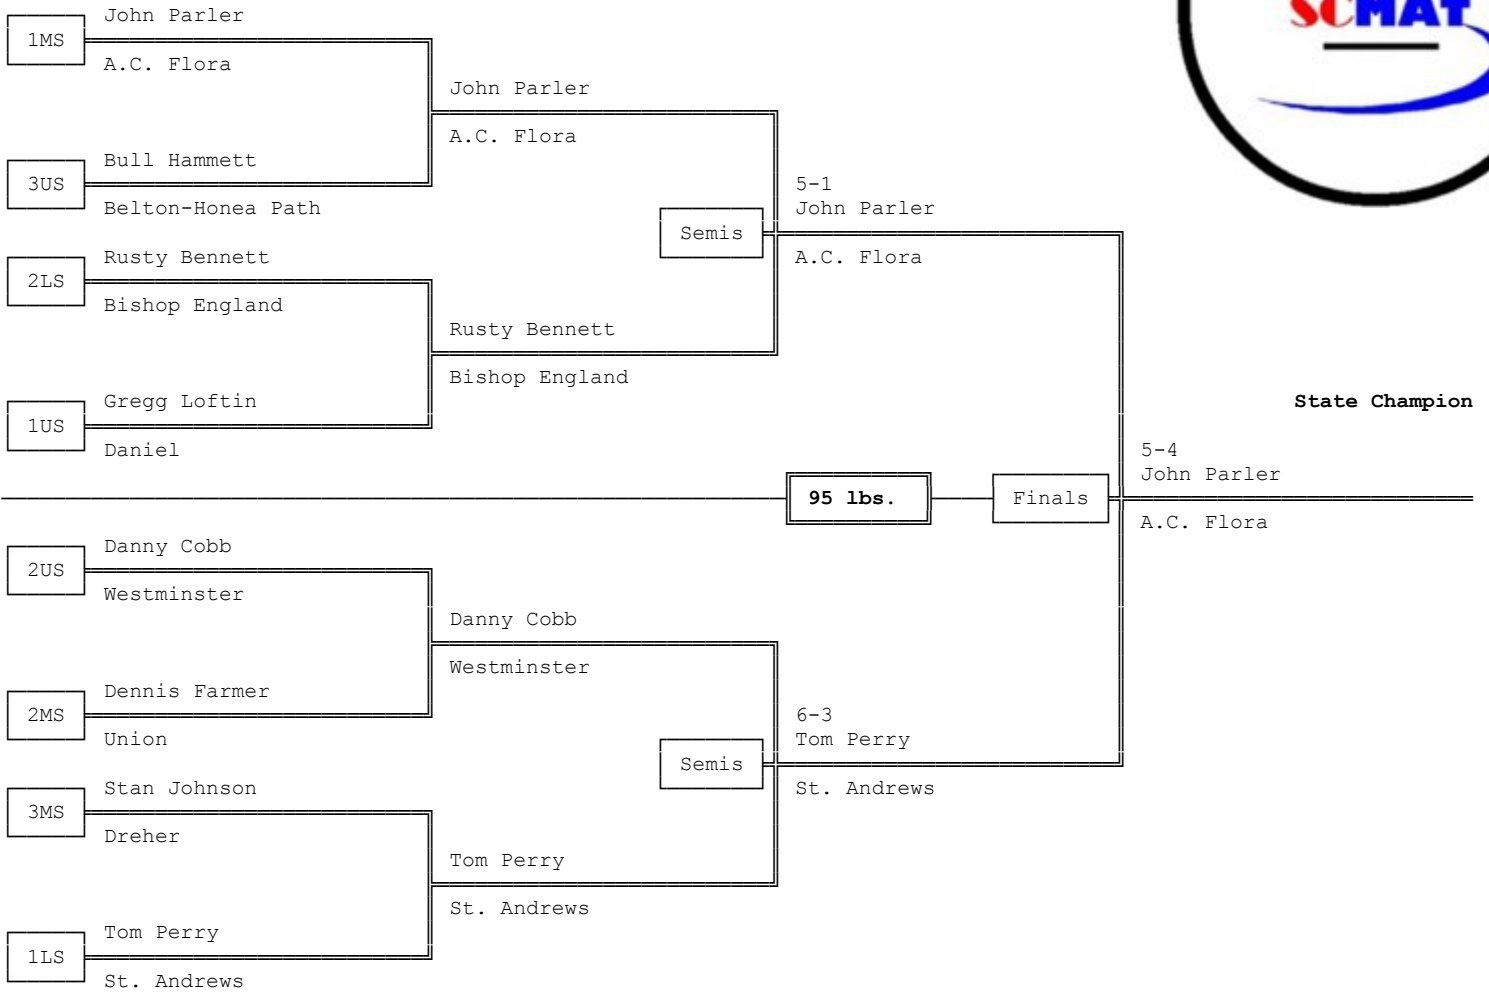 SCMAT
John Parler
1MS
A.C. Flora
John Parler
A.C. Flora
Bull Hammett
3US
5-1
Belton-Honea Path
John Parler
Semis
Rusty Bennett
A.C. Flora
2LS
Bishop England
Rusty Bennett
Bishop England
Gregg Loftin
State Champion
1US
Daniel
5-4
John Parler
95 lbs.
Finals
A.C. Flora
Danny Cobb
2US
Westminster
Danny Cobb
Westminster
Dennis Farmer
2MS
6-3
Union
Tom Perry
Semis
Stan Johnson
St. Andrews
3MS
Dreher
Tom Perry
St. Andrews
Tom Perry
1LS
St. Andrews